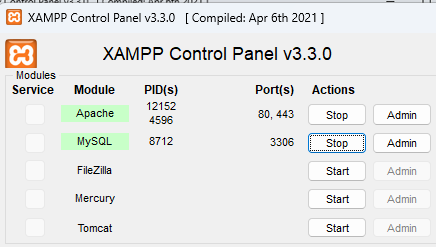 XAMPP Control Panel v3.3.0 [ Compiled: Apr 6th 2021 ]
XAMPP Control Panel v3.3.0
Modules
Service Module PID(s) Port(s) Actions
Apache 12152 4596 80, 443 Stop Admin
MySQL 8712 3306 Stop Admin
FileZilla Start Admin
Mercury Start Admin
Tomcat Start Admin